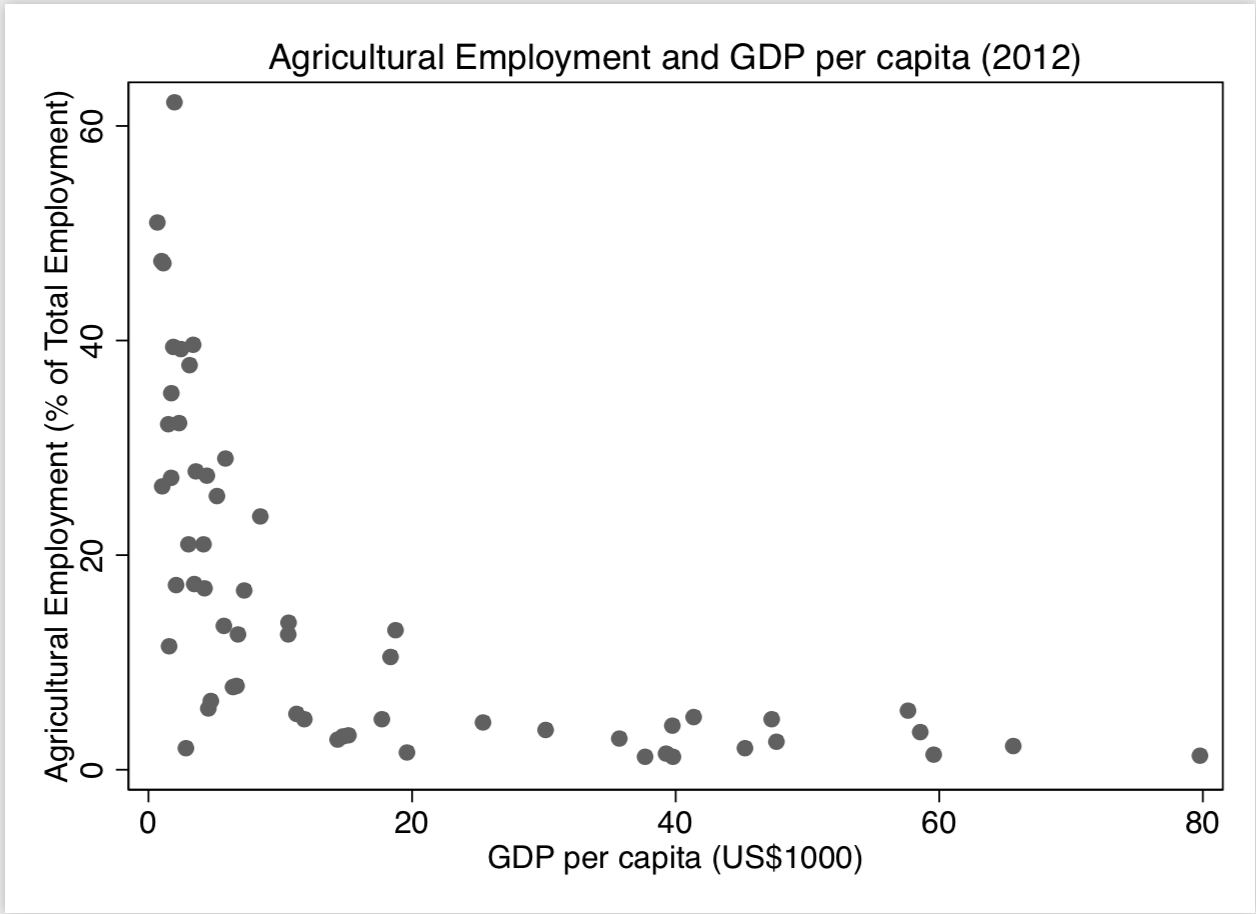 Agricultural Employment and GDP per capita (2012)
Agricultural Employment (% of Total Employment)
60
40
20
0
0 20 40 60 80
GDP per capita (US$1000)